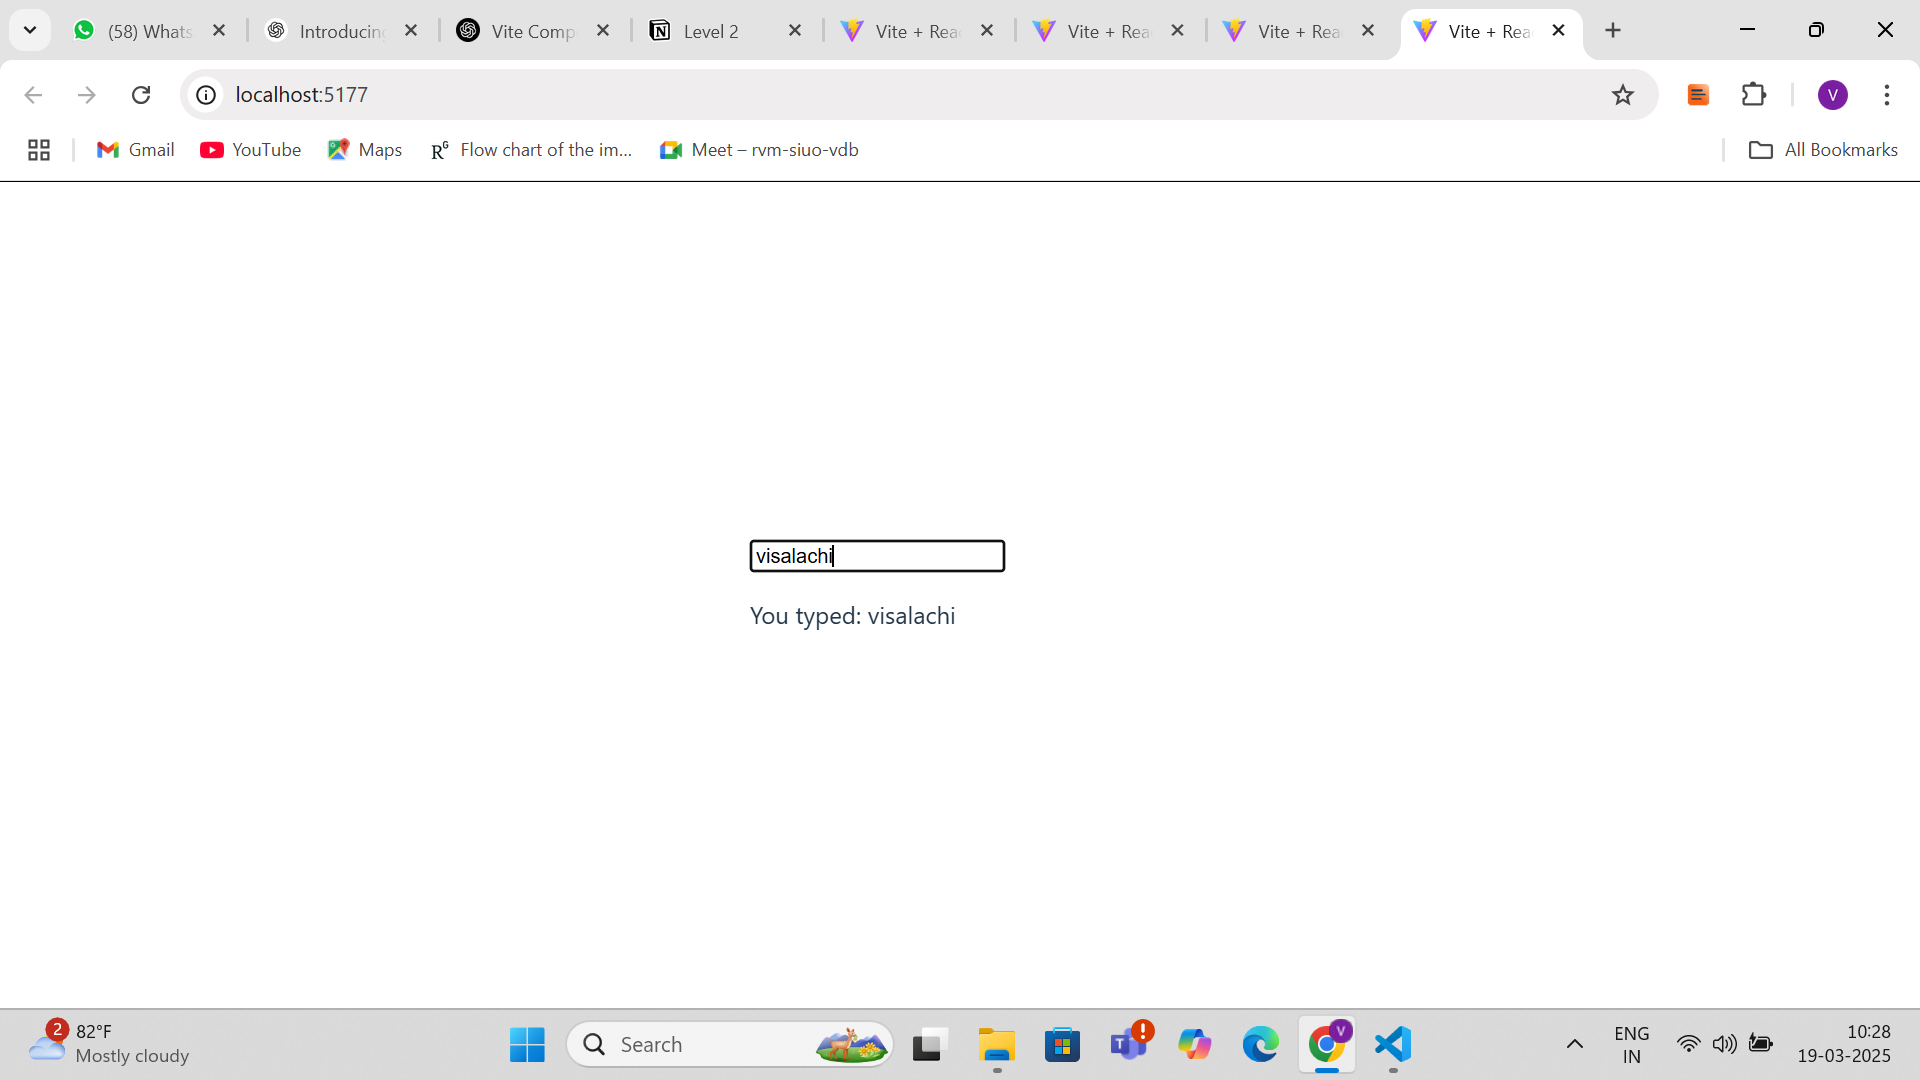 (58) Whats
Introducing
Vite Comp
Level 2
Vite + Rea
Vite + Rea
Vite + Rea
Vite + Rea
localhost:5177
V
Gmail
YouTube
Maps
RG
Flow chart of the im...
Meet – rvm-siuo-vdb
All Bookmarks
visalachi
You typed: visalachi
2
82°F
Mostly cloudy
Search
T
V
ENG
IN
10:28
19-03-2025